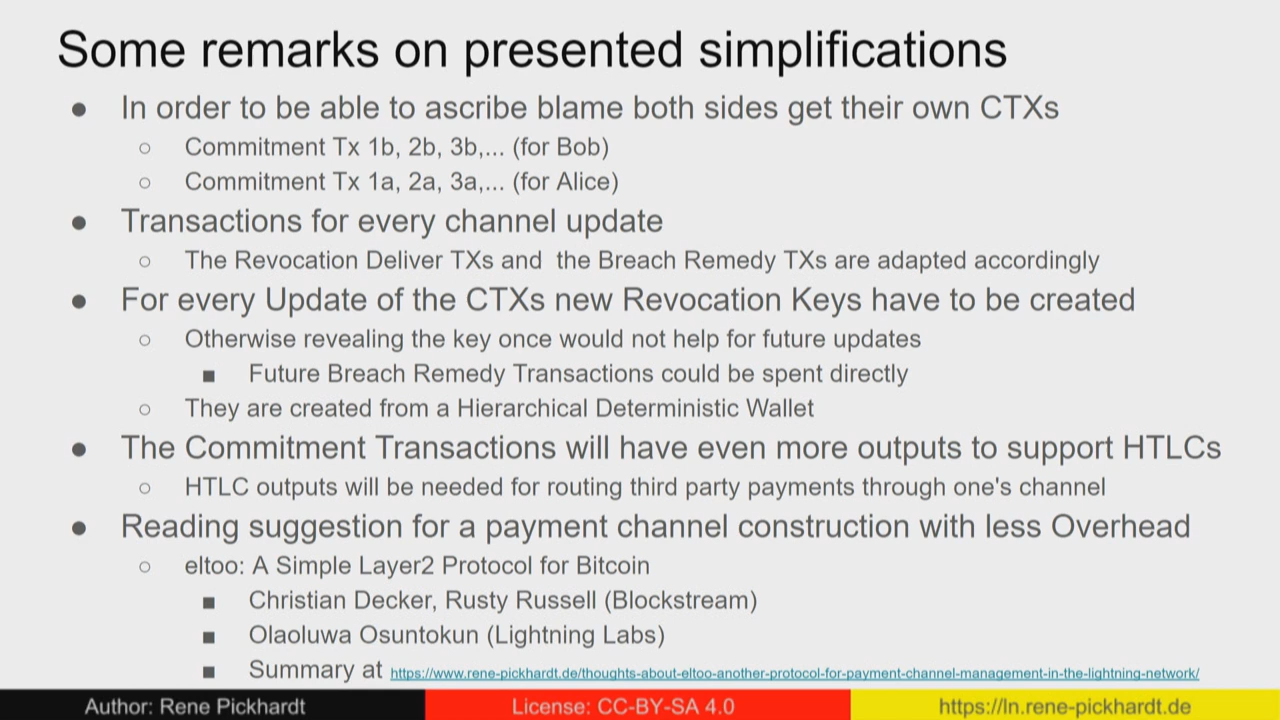 Some remarks on presented simplifications
● In order to be able to ascribe blame both sides get their own CTXs
○ Commitment Tx 1b, 2b, 3b,... (for Bob)
○ Commitment Tx 1a, 2a, 3a,... (for Alice)
● Transactions for every channel update
○ The Revocation Deliver TXs and  the Breach Remedy TXs are adapted accordingly
● For every Update of the CTXs new Revocation Keys have to be created
○ Otherwise revealing the key once would not help for future updates
■ Future Breach Remedy Transactions could be spent directly
○ They are created from a Hierarchical Deterministic Wallet
● The Commitment Transactions will have even more outputs to support HTLCs
○ HTLC outputs will be needed for routing third party payments through one's channel
● Reading suggestion for a payment channel construction with less Overhead
○ eltoo: A Simple Layer2 Protocol for Bitcoin
■ Christian Decker, Rusty Russell (Blockstream)
■ Olaoluwa Osuntokun (Lightning Labs)
■ Summary at https://www.rene-pickhardt.de/thoughts-about-eltoo-another-protocol-for-payment-channel-management-in-the-lightning-network/
Author: Rene Pickhardt
License: CC-BY-SA 4.0
https://ln.rene-pickhardt.de